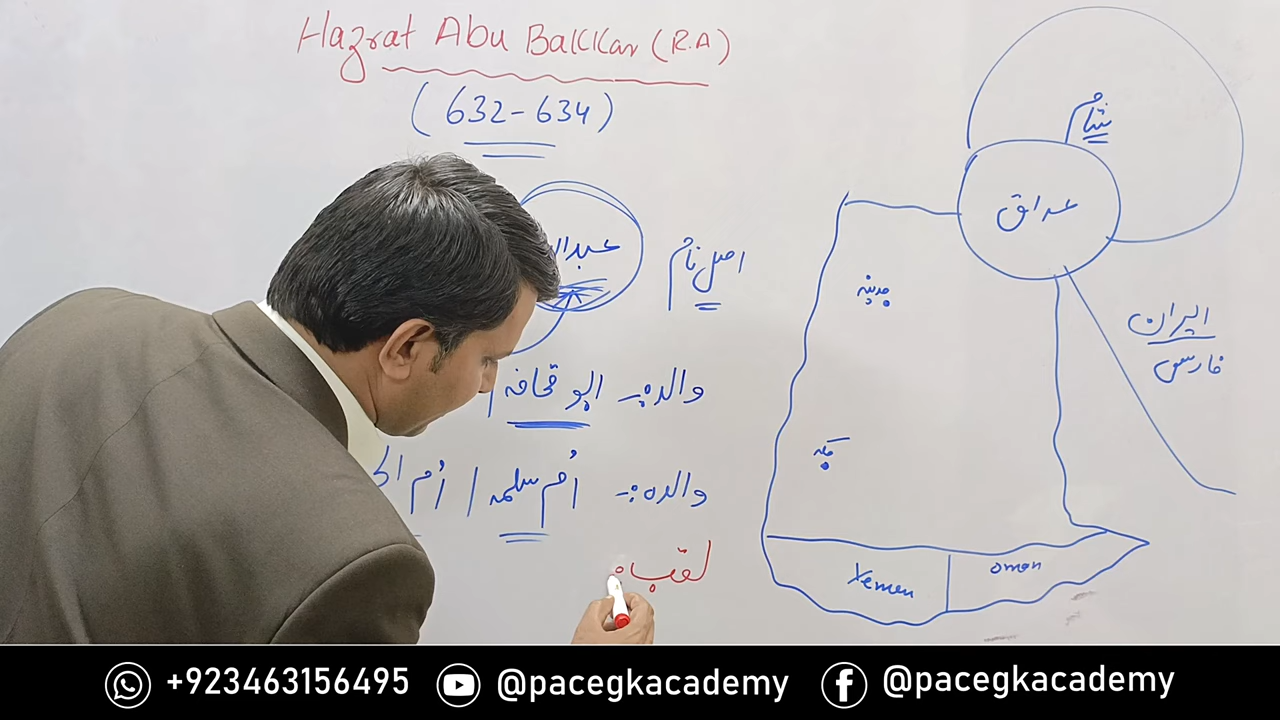 Hazrat Abu Bakkar (R.A)
(632-634)
اصل نام
والد:- ابو قحافہ /
والدہ:- اُم سلمہ / اُم
لقب:
شام
عراق
مدینہ
ایران
فارس
مکہ
Yemen
oman
+923463156495 @pacegkacademy @pacegkacademy